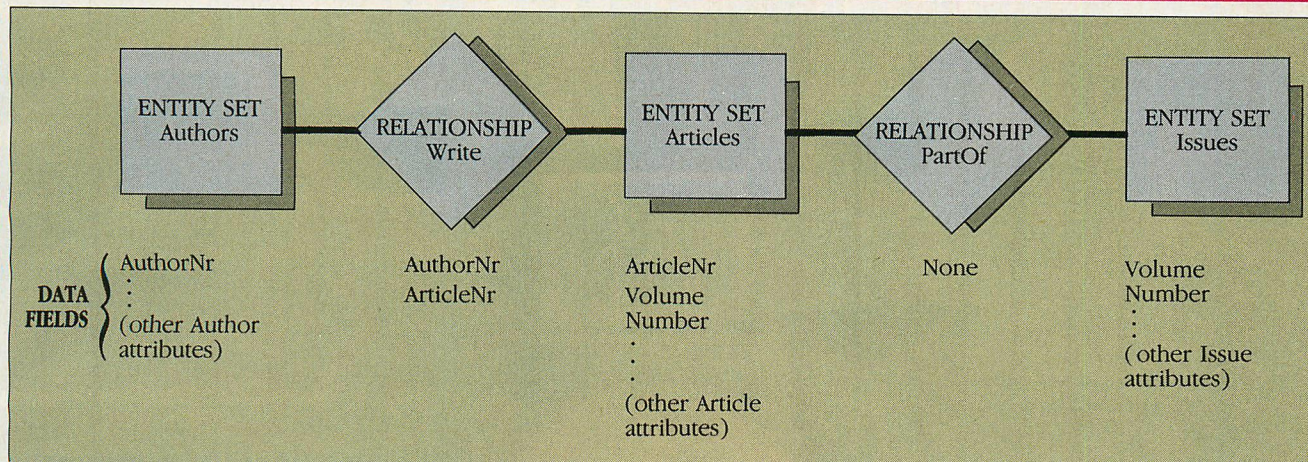 ENTITY SET
Authors
RELATIONSHIP
Write
ENTITY SET
Articles
RELATIONSHIP
PartOf
ENTITY SET
Issues
DATA
FIELDS
AuthorNr
(other Author
attributes)
AuthorNr
ArticleNr
ArticleNr
Volume
Number
(other Article
attributes)
None
Volume
Number
(other Issue
attributes)